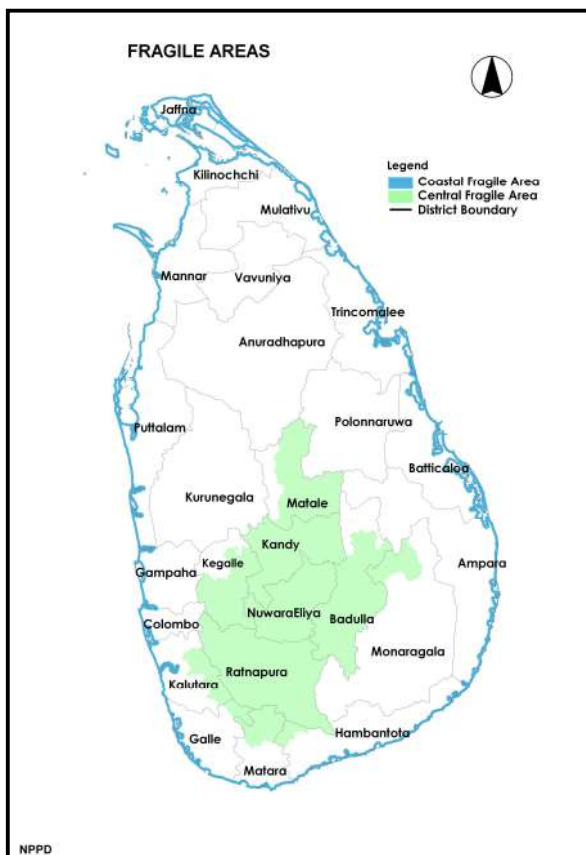 FRAGILE AREAS
Jaffna
Legend
Coastal Fragile Area
Central Fragile Area
District Boundary
Kilinochchi
Mulativu
Mannar
Vavuniya
Trincomalee
Anuradhapura
Polonnaruwa
Puttalam
Batticaloa
Kurunegala
Matale
Kandy
Kegalle
Ampara
Gampaha
NuwaraEliya
Badulla
Colombo
Monaragala
Ratnapura
Kalutara
Hambantota
Galle
Matara
NPPD